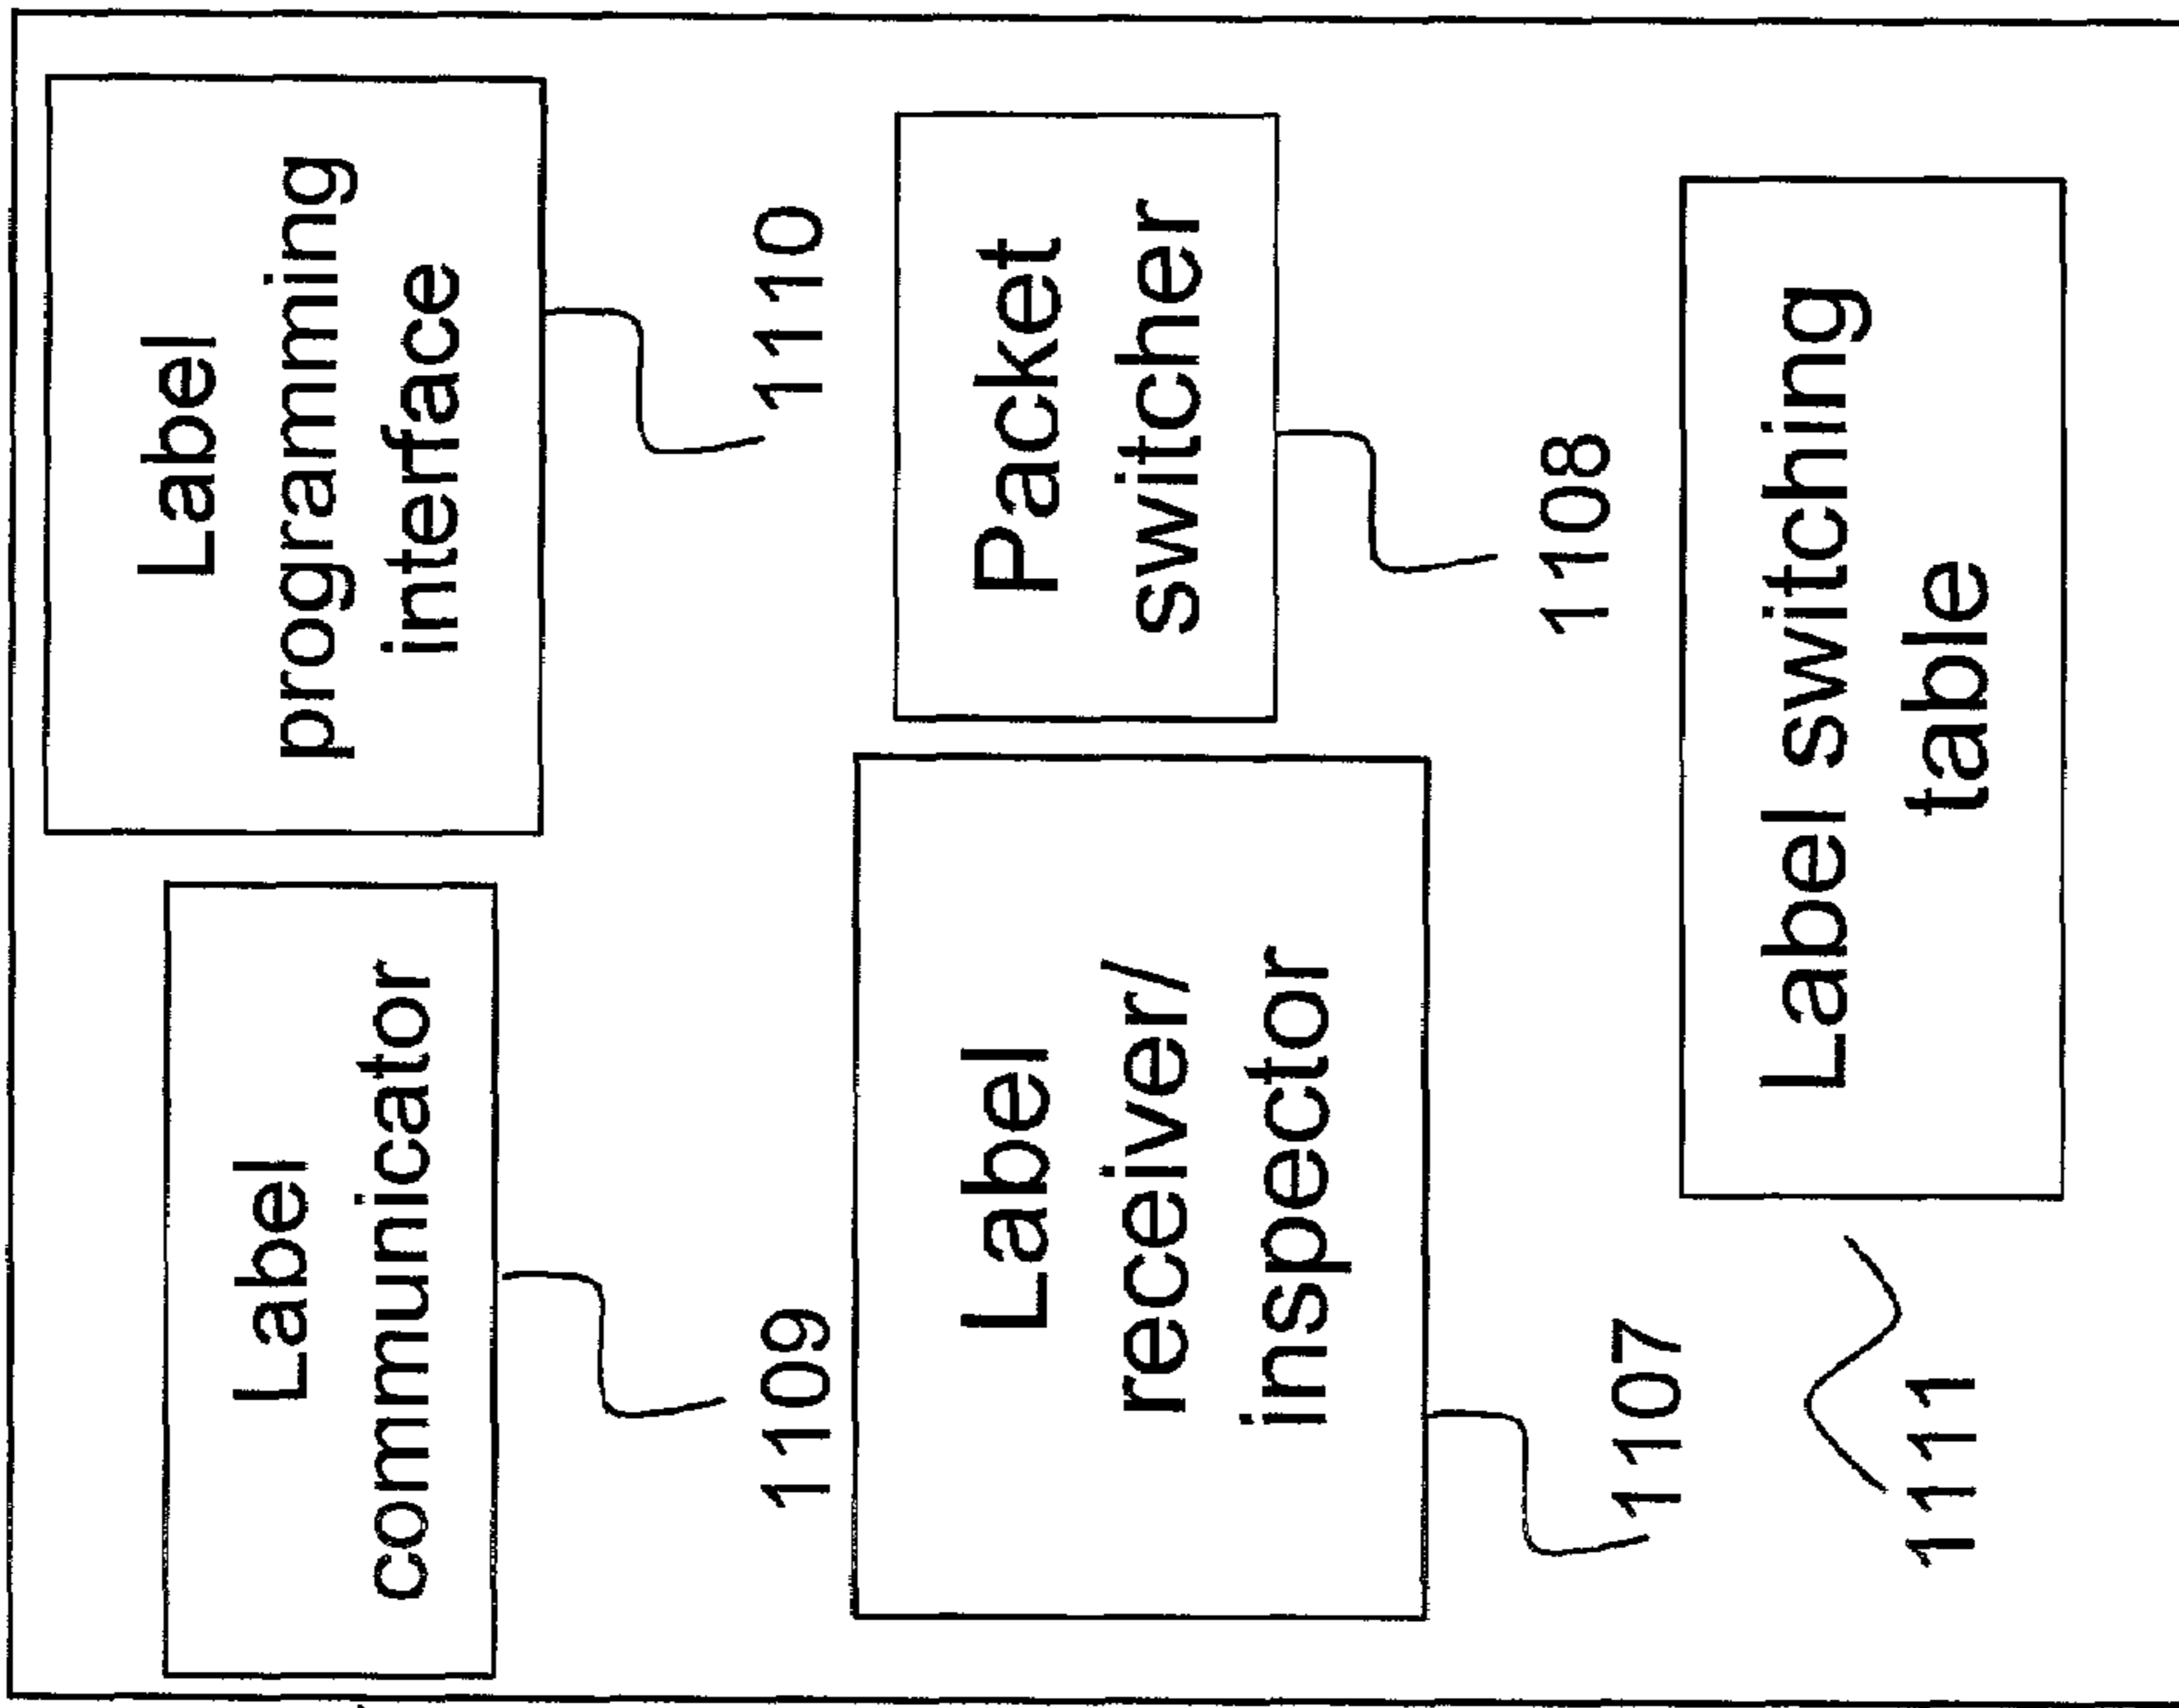 Label
communicator
1109
Label
programming
interface
1110
Label
receiver/
inspector
1107
Packet
switcher
1108
Label switching
table
1111